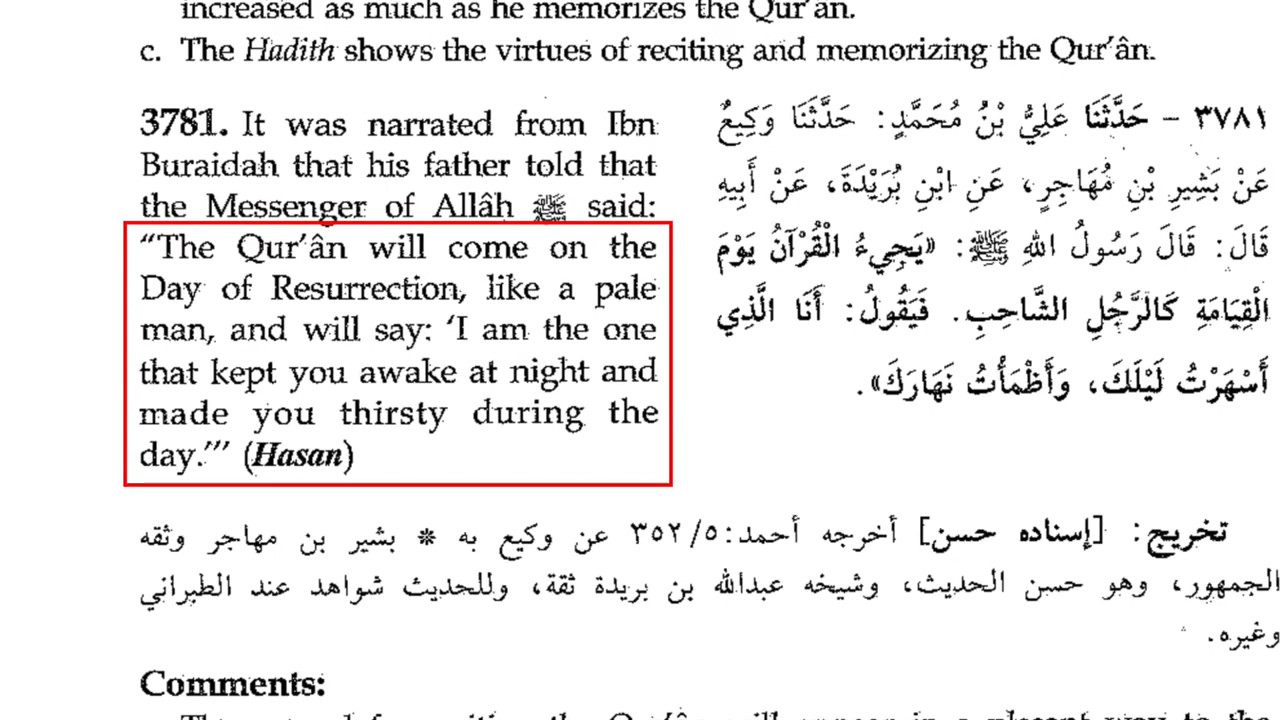 increased as much as he memorizes the Qur'ân.
c. The Hadith shows the virtues of reciting and memorizing the Qur'ân.
3781. It was narrated from Ibn
Buraidah that his father told that
the Messenger of Allâh ﷺ said:
“The Qur'ân will come on the
Day of Resurrection, like a pale
man, and will say: ‘I am the one
that kept you awake at night and
made you thirsty during the
day.’” (Hasan)
٣٧٨١ - حَدَّثَنَا عَلِيُّ بْنُ مُحَمَّدٍ: حَدَّثَنَا وَكِيعٌ
عَنْ بَشِيرِ بْنِ مُهَاجِرٍ، عَنِ ابْنِ بُرَيْدَةَ، عَنْ أَبِيهِ
قَالَ: قَالَ رَسُولُ اللهِ ﷺ: «يَجِيءُ الْقُرْآنُ يَوْمَ
الْقِيَامَةِ كَالرَّجُلِ الشَّاحِبِ. فَيَقُولُ: أَنَا الَّذِي
أَسْهَرْتُ لَيْلَكَ، وَأَظْمَأْتُ نَهَارَكَ».
تخريج: [إسناده حسن] أخرجه أحمد: ٣٥٢/٥ عن وكيع به * بشير بن مهاجر وثقه
الجمهور، وهو حسن الحديث، وشيخه عبدالله بن بريدة ثقة، وللحديث شواهد عند الطبراني
وغيره.
Comments: